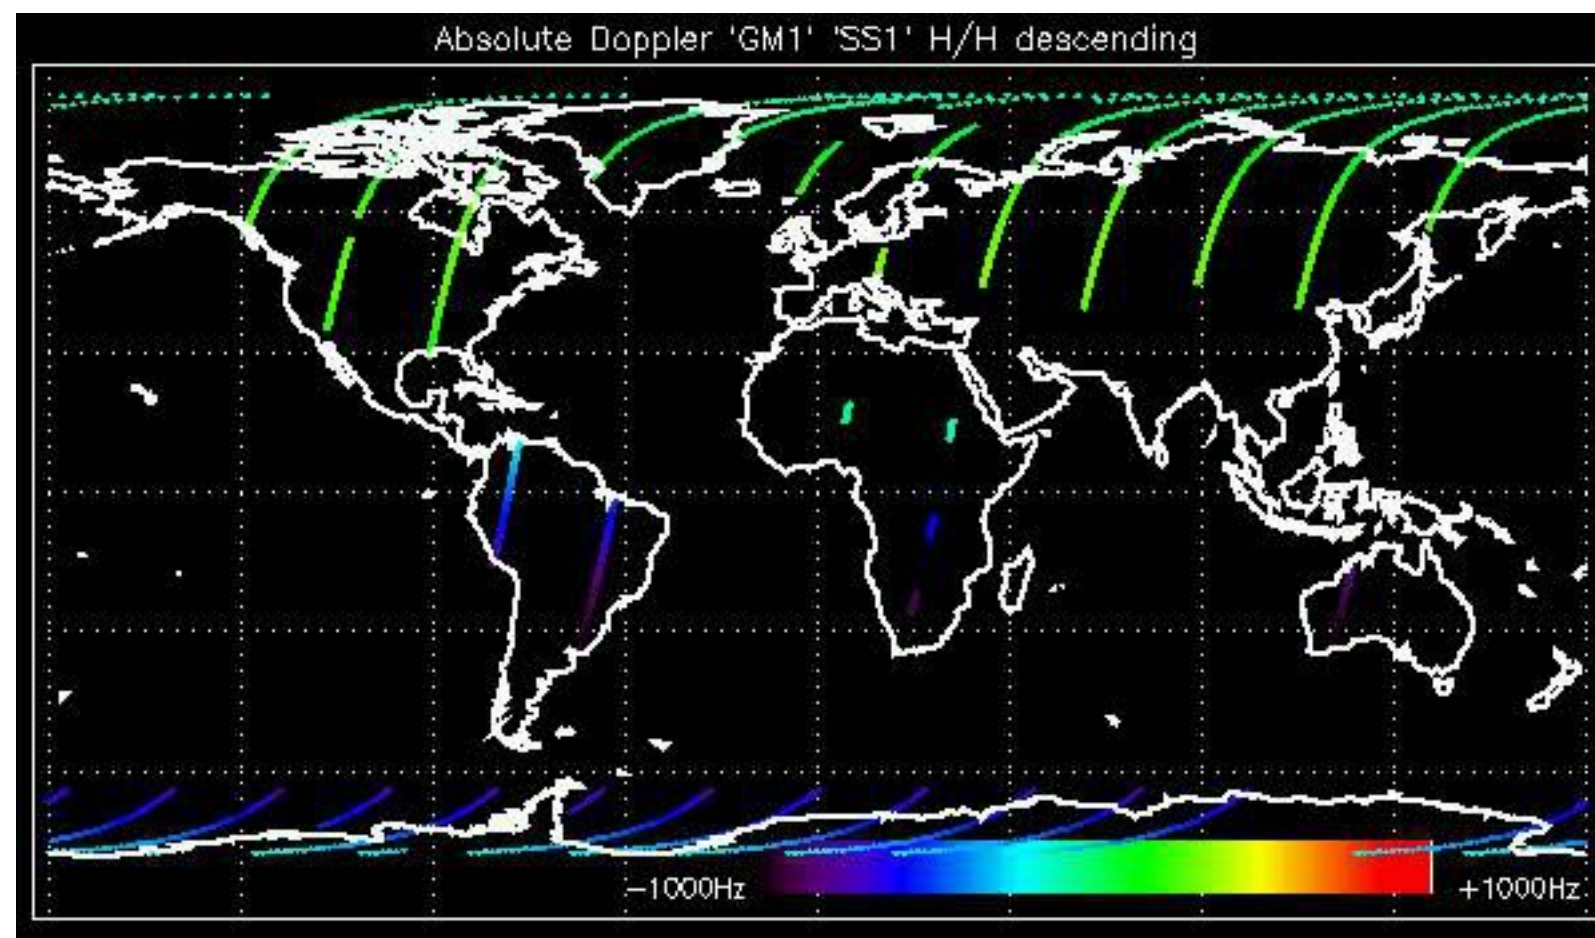 Absolute Doppler 'GM1' 'SS1' H/H descending
-1000Hz +1000Hz